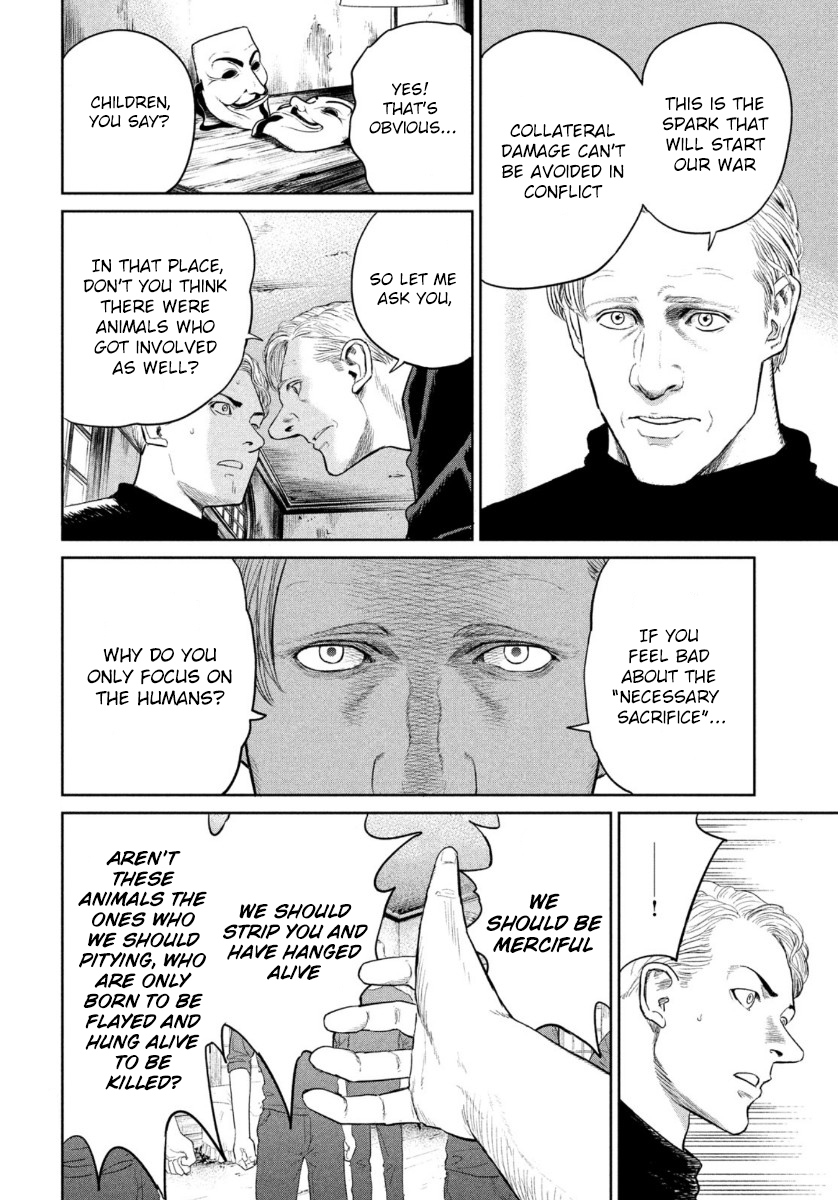 THIS IS THE
SPARK THAT
WILL START
OUR WAR
COLLATERAL
DAMAGE CAN'T
BE AVOIDED IN
CONFLICT
YES!
THAT'S
OBVIOUS...
CHILDREN,
YOU SAY?
SO LET ME
ASK YOU,
IN THAT PLACE,
DON'T YOU THINK
THERE WERE
ANIMALS WHO
GOT INVOLVED
AS WELL?
IF YOU
FEEL BAD
ABOUT THE
"NECESSARY
SACRIFICE"...
WHY DO YOU
ONLY FOCUS ON
THE HUMANS?
—!
WE
SHOULD BE
MERCIFUL
WE SHOULD
STRIP YOU AND
HAVE HANGED
ALIVE
AREN'T
THESE
ANIMALS THE
ONES WHO
WE SHOULD
PITYING, WHO
ARE ONLY
BORN TO BE
FLAYED AND
HUNG ALIVE
TO BE
KILLED?